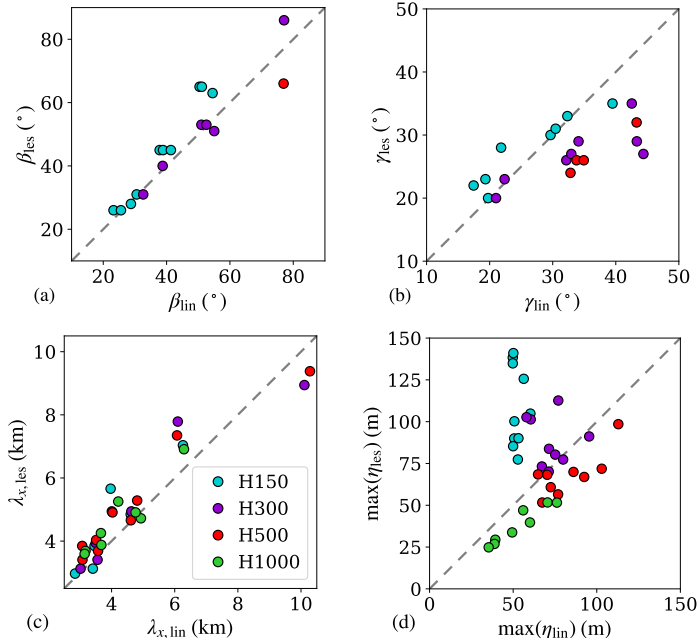 80
60
40
20
20 40 60 80
β_les (°)
β_lin (°)
(a)
50
40
30
20
10
10 20 30 40 50
γ_les (°)
γ_lin (°)
(b)
10
8
6
4
4 6 8 10
λ_x,les (km)
λ_x,lin (km)
H150
H300
H500
H1000
(c)
150
125
100
75
50
25
0
0 50 100 150
max(η_les) (m)
max(η_lin) (m)
(d)